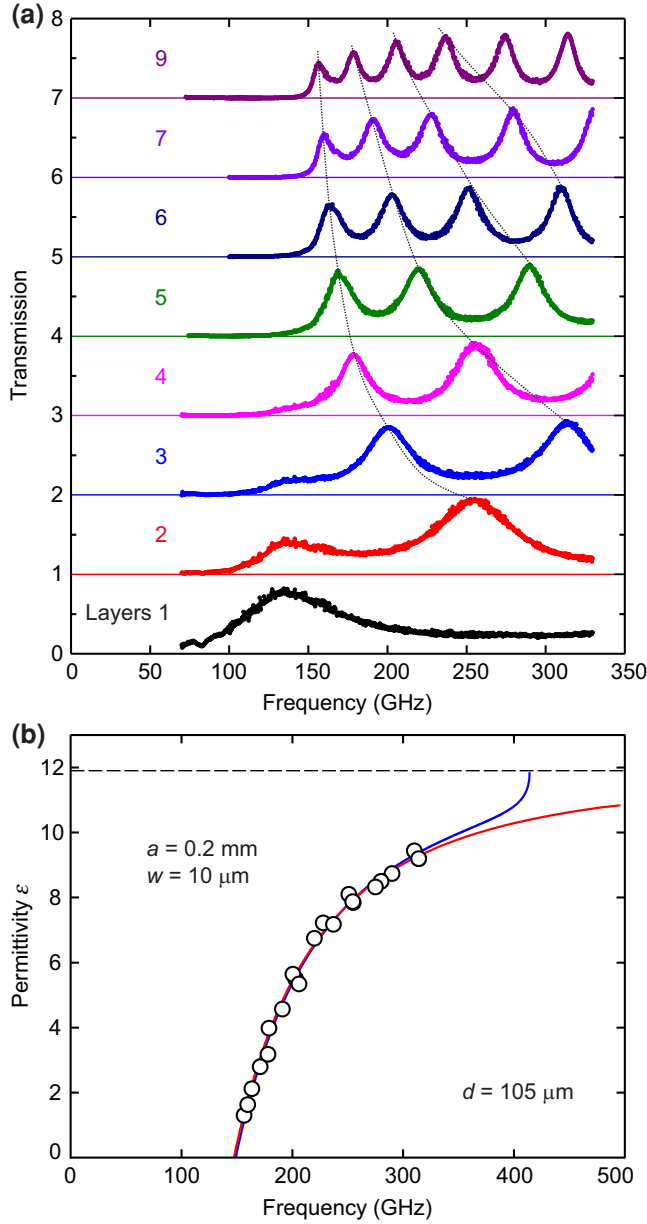 (a)
8
7
6
5
4
3
2
1
0
Transmission
9
7
6
5
4
3
2
Layers 1
0 50 100 150 200 250 300 350
Frequency (GHz)
(b)
12
10
8
6
4
2
0
Permittivity ε
a = 0.2 mm
w = 10 μm
d = 105 μm
0 100 200 300 400 500
Frequency (GHz)